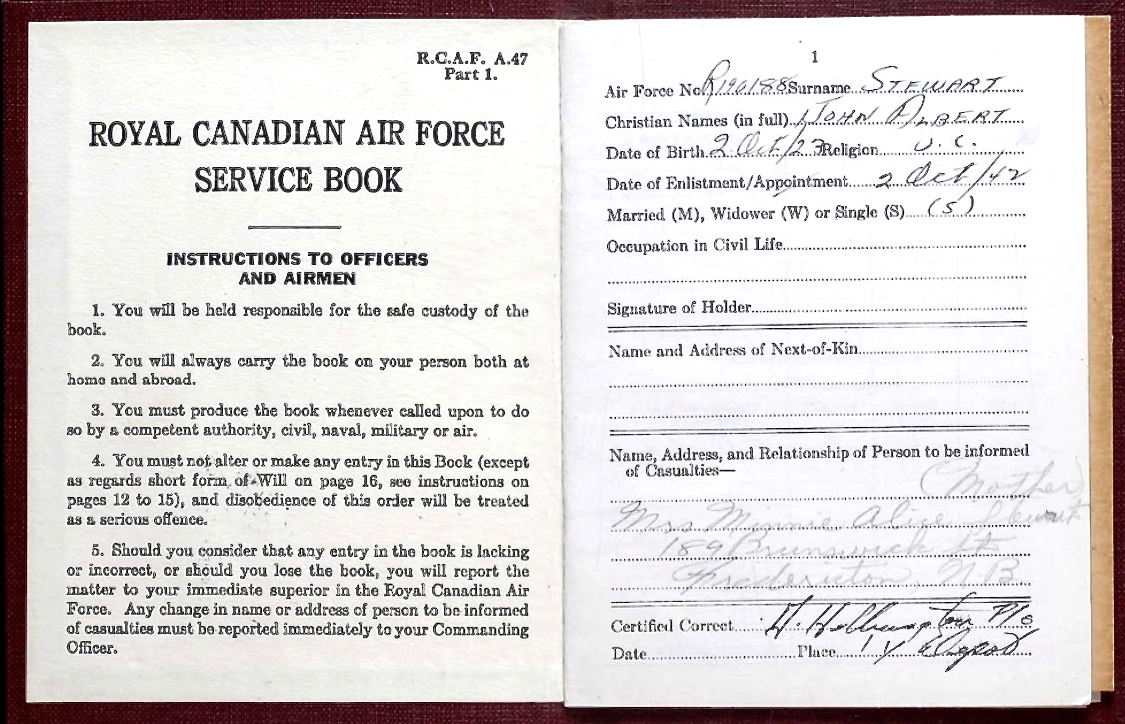 R.C.A.F. A.47
Part 1.
ROYAL CANADIAN AIR FORCE
SERVICE BOOK
INSTRUCTIONS TO OFFICERS
AND AIRMEN
1. You will be held responsible for the safe custody of the
book.
2. You will always carry the book on your person both at
home and abroad.
3. You must produce the book whenever called upon to do
so by a competent authority, civil, naval, military or air.
4. You must not alter or make any entry in this Book (except
as regards short form of Will on page 16, see instructions on
pages 12 to 15), and disobedience of this order will be treated
as a serious offence.
5. Should you consider that any entry in the book is lacking
or incorrect, or should you lose the book, you will report the
matter to your immediate superior in the Royal Canadian Air
Force. Any change in name or address of person to be informed
of casualties must be reported immediately to your Commanding
Officer.
1
Air Force No. R190188 Surname STEWART
Christian Names (in full) JOHN ALBERT
Date of Birth 2 Oct/23 Religion U.C.
Date of Enlistment/Appointment 2 Oct/42
Married (M), Widower (W) or Single (S) (S)
Occupation in Civil Life
Signature of Holder
Name and Address of Next-of-Kin
Name, Address, and Relationship of Person to be informed
of Casualties—
(Mother)
Mrs Minnie Alice Stewart
189 Brunswick St
Fredericton, N.B.
Certified Correct H. P/O
Date Place Depot